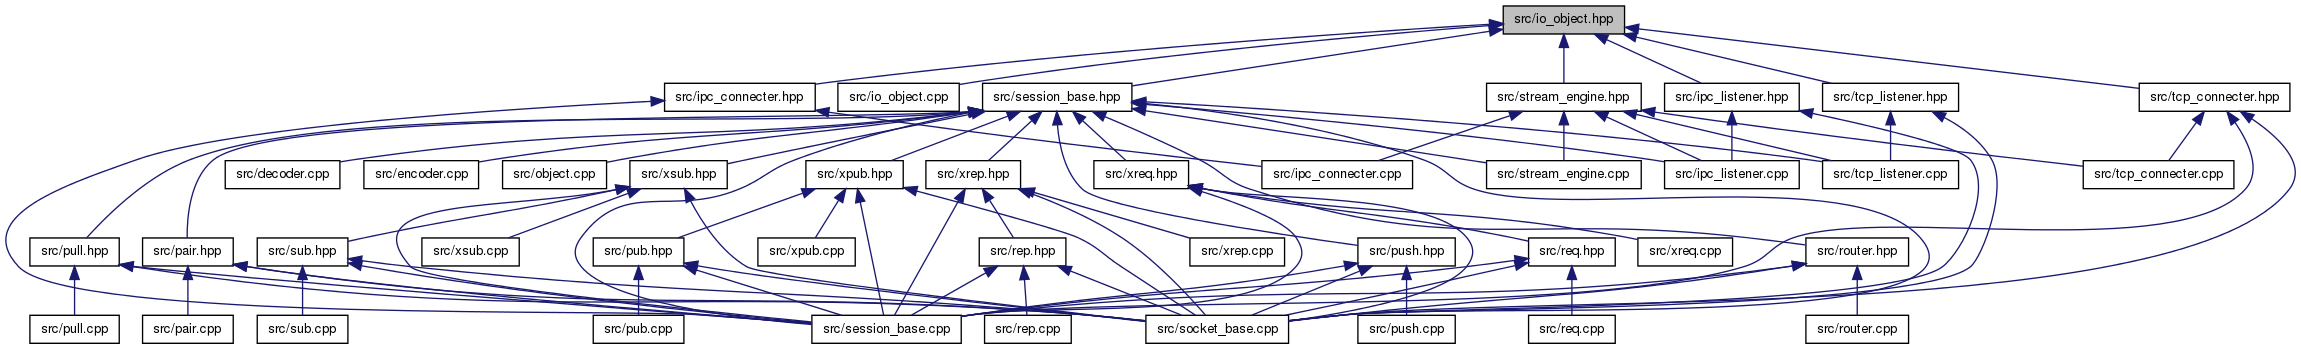 src/io_object.hpp
src/ipc_connecter.hpp
src/io_object.cpp
src/session_base.hpp
src/stream_engine.hpp
src/ipc_listener.hpp
src/tcp_listener.hpp
src/tcp_connecter.hpp
src/decoder.cpp
src/encoder.cpp
src/object.cpp
src/xsub.hpp
src/xpub.hpp
src/xrep.hpp
src/xreq.hpp
src/ipc_connecter.cpp
src/stream_engine.cpp
src/ipc_listener.cpp
src/tcp_listener.cpp
src/tcp_connecter.cpp
src/pull.hpp
src/pair.hpp
src/sub.hpp
src/xsub.cpp
src/pub.hpp
src/xpub.cpp
src/rep.hpp
src/xrep.cpp
src/push.hpp
src/req.hpp
src/xreq.cpp
src/router.hpp
src/pull.cpp
src/pair.cpp
src/sub.cpp
src/pub.cpp
src/session_base.cpp
src/rep.cpp
src/socket_base.cpp
src/push.cpp
src/req.cpp
src/router.cpp